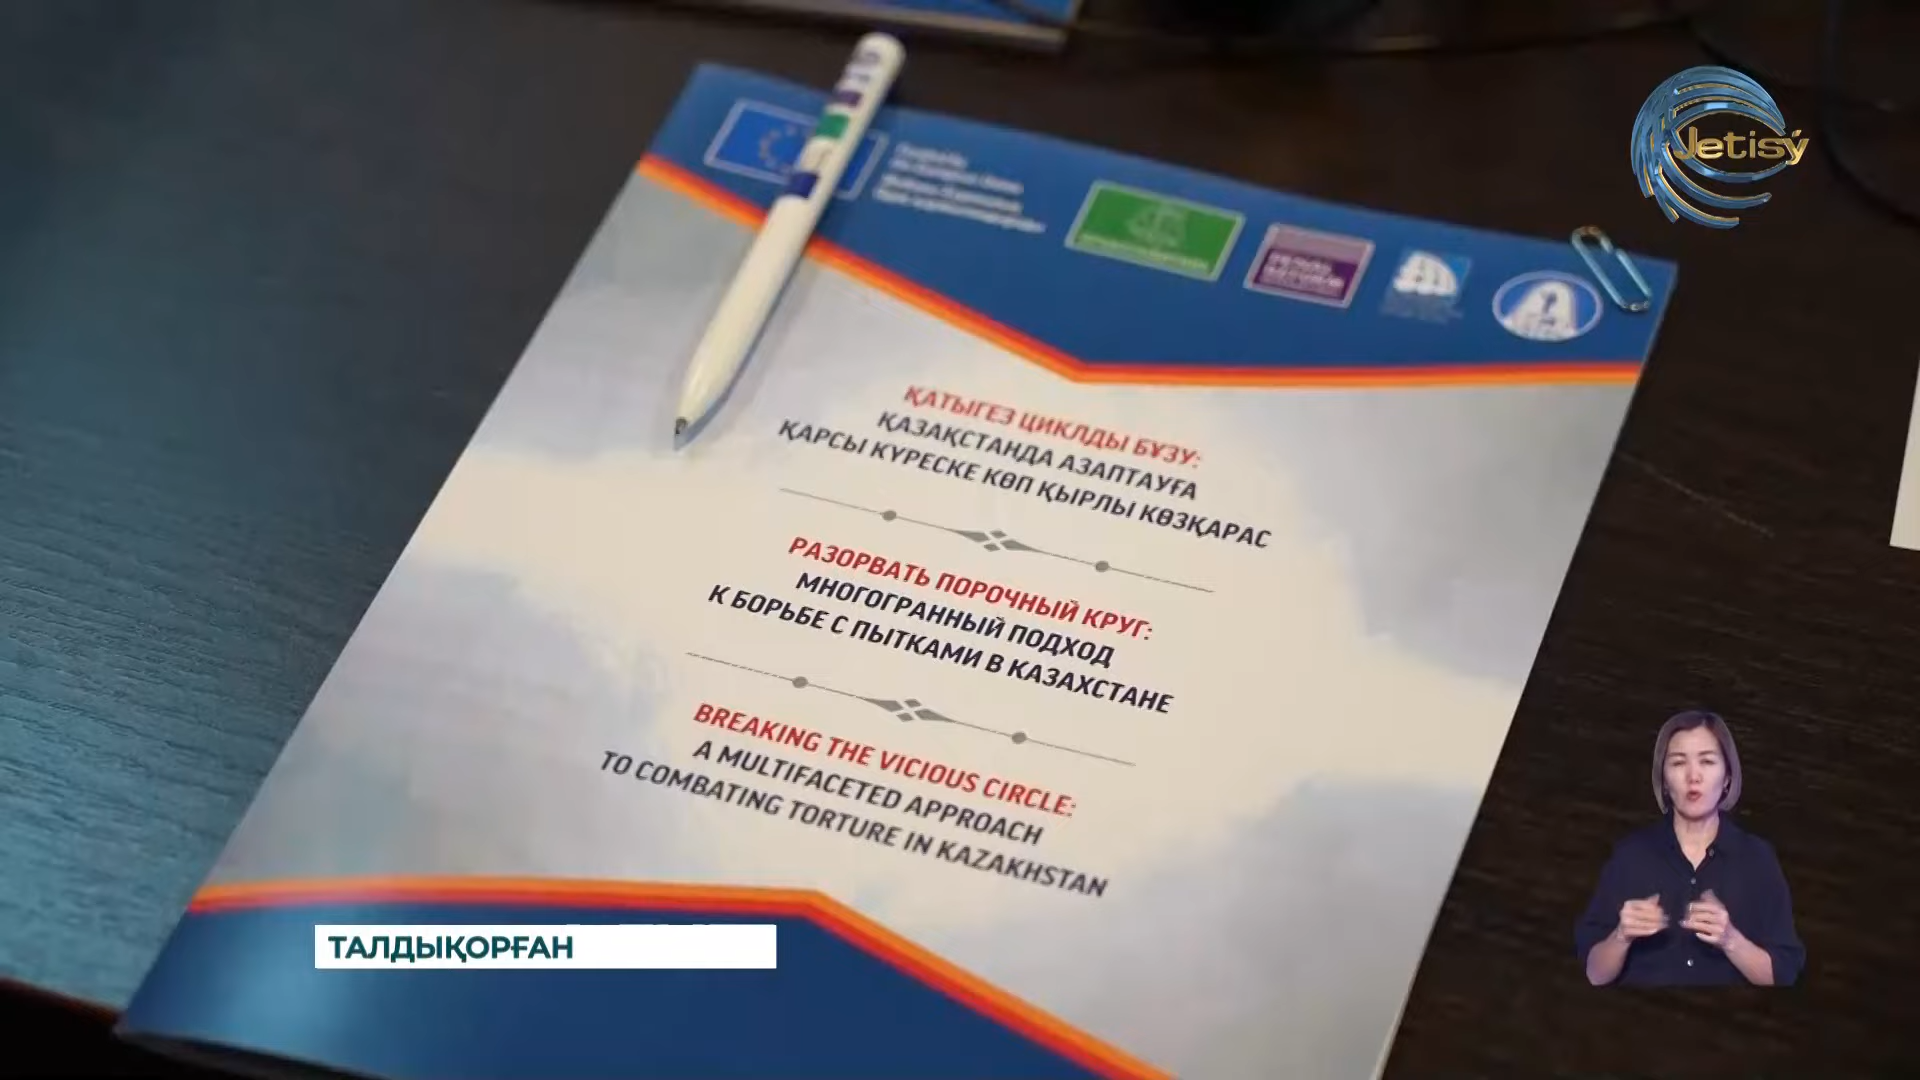 Jetisý
ҚАТЫГЕЗ ЦИКЛДЫ БҰЗУ:
ҚАЗАҚСТАНДА АЗАПТАУҒА
ҚАРСЫ КҮРЕСКЕ КӨП ҚЫРЛЫ КӨЗҚАРАС
РАЗОРВАТЬ ПОРОЧНЫЙ КРУГ:
МНОГОГРАННЫЙ ПОДХОД
К БОРЬБЕ С ПЫТКАМИ В КАЗАХСТАНЕ
BREAKING THE VICIOUS CIRCLE:
A MULTIFACETED APPROACH
TO COMBATING TORTURE IN KAZAKHSTAN
ТАЛДЫҚОРҒАН